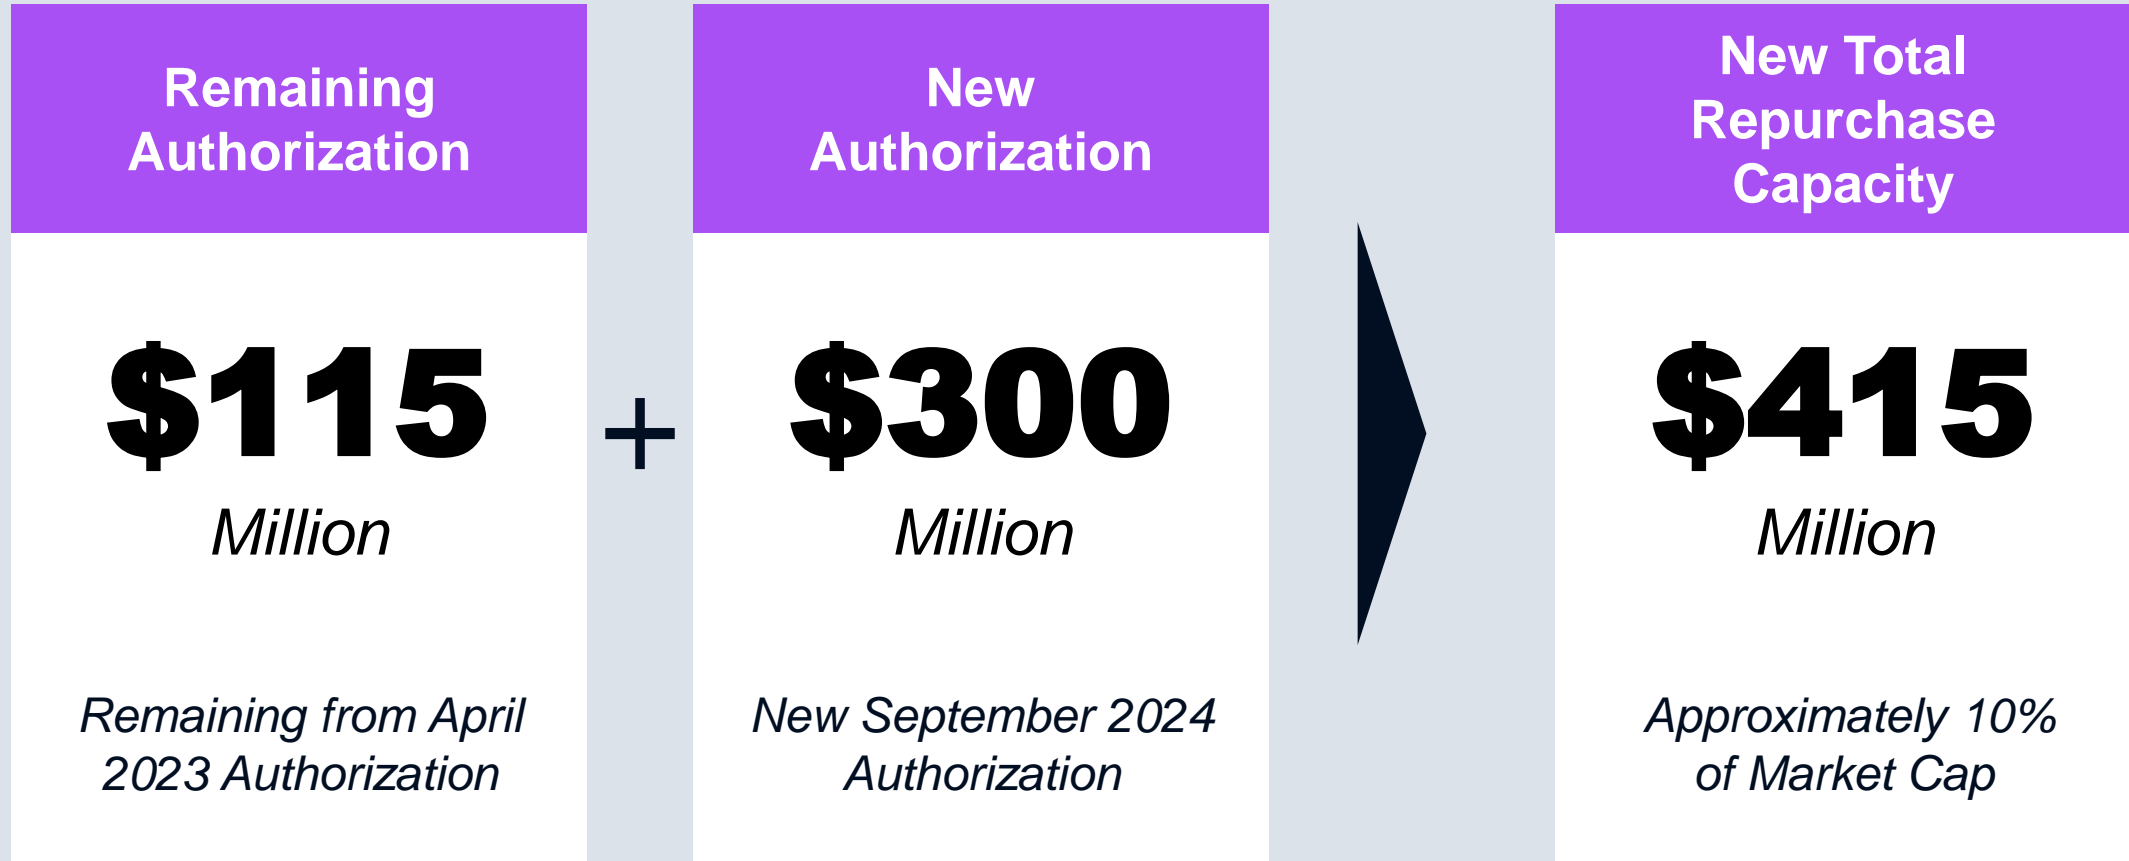 Remaining
Authorization
$115
Million
Remaining from April
2023 Authorization
+
New
Authorization
$300
Million
New September 2024
Authorization
New Total
Repurchase
Capacity
$415
Million
Approximately 10%
of Market Cap